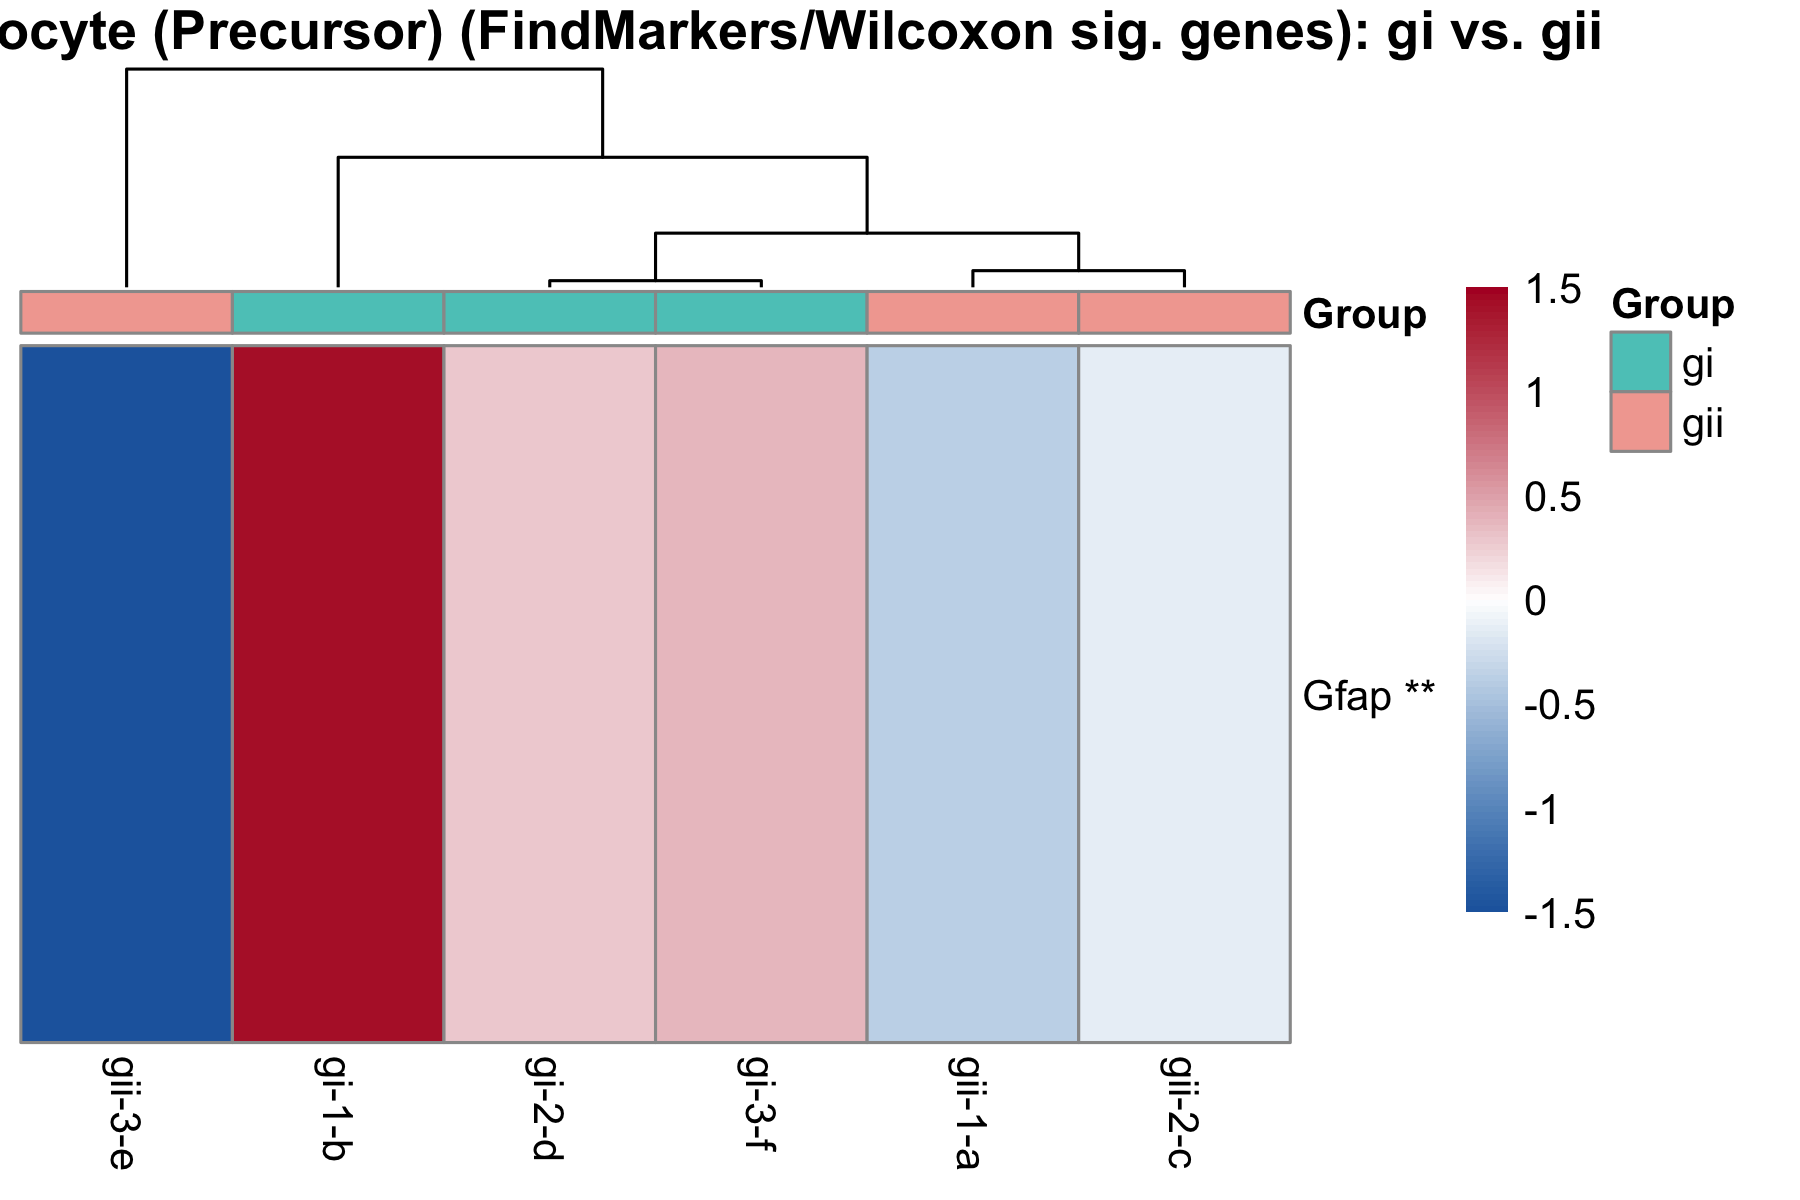 ocyte (Precursor) (FindMarkers/Wilcoxon sig. genes): gi vs. gii
Group
Gfap **
1.5
1
0.5
0
-0.5
-1
-1.5
Group
gi
gii
gii-3-e
gi-1-b
gi-2-d
gi-3-f
gii-1-a
gii-2-c